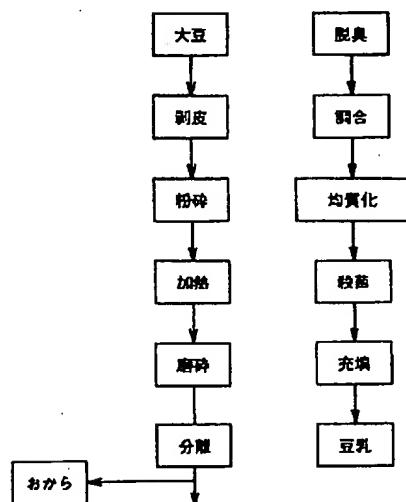 大豆
剥皮
粉砕
加熱
磨砕
分離
おから
脱臭
調合
均質化
殺菌
充填
豆乳